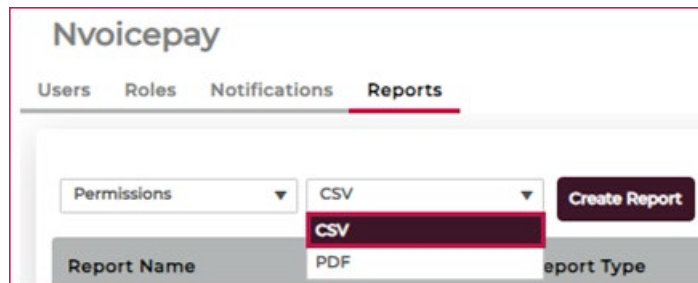 Nvoicepay
Users Roles Notifications Reports
Permissions CSV Create Report
CSV
PDF
Report Name eport Type